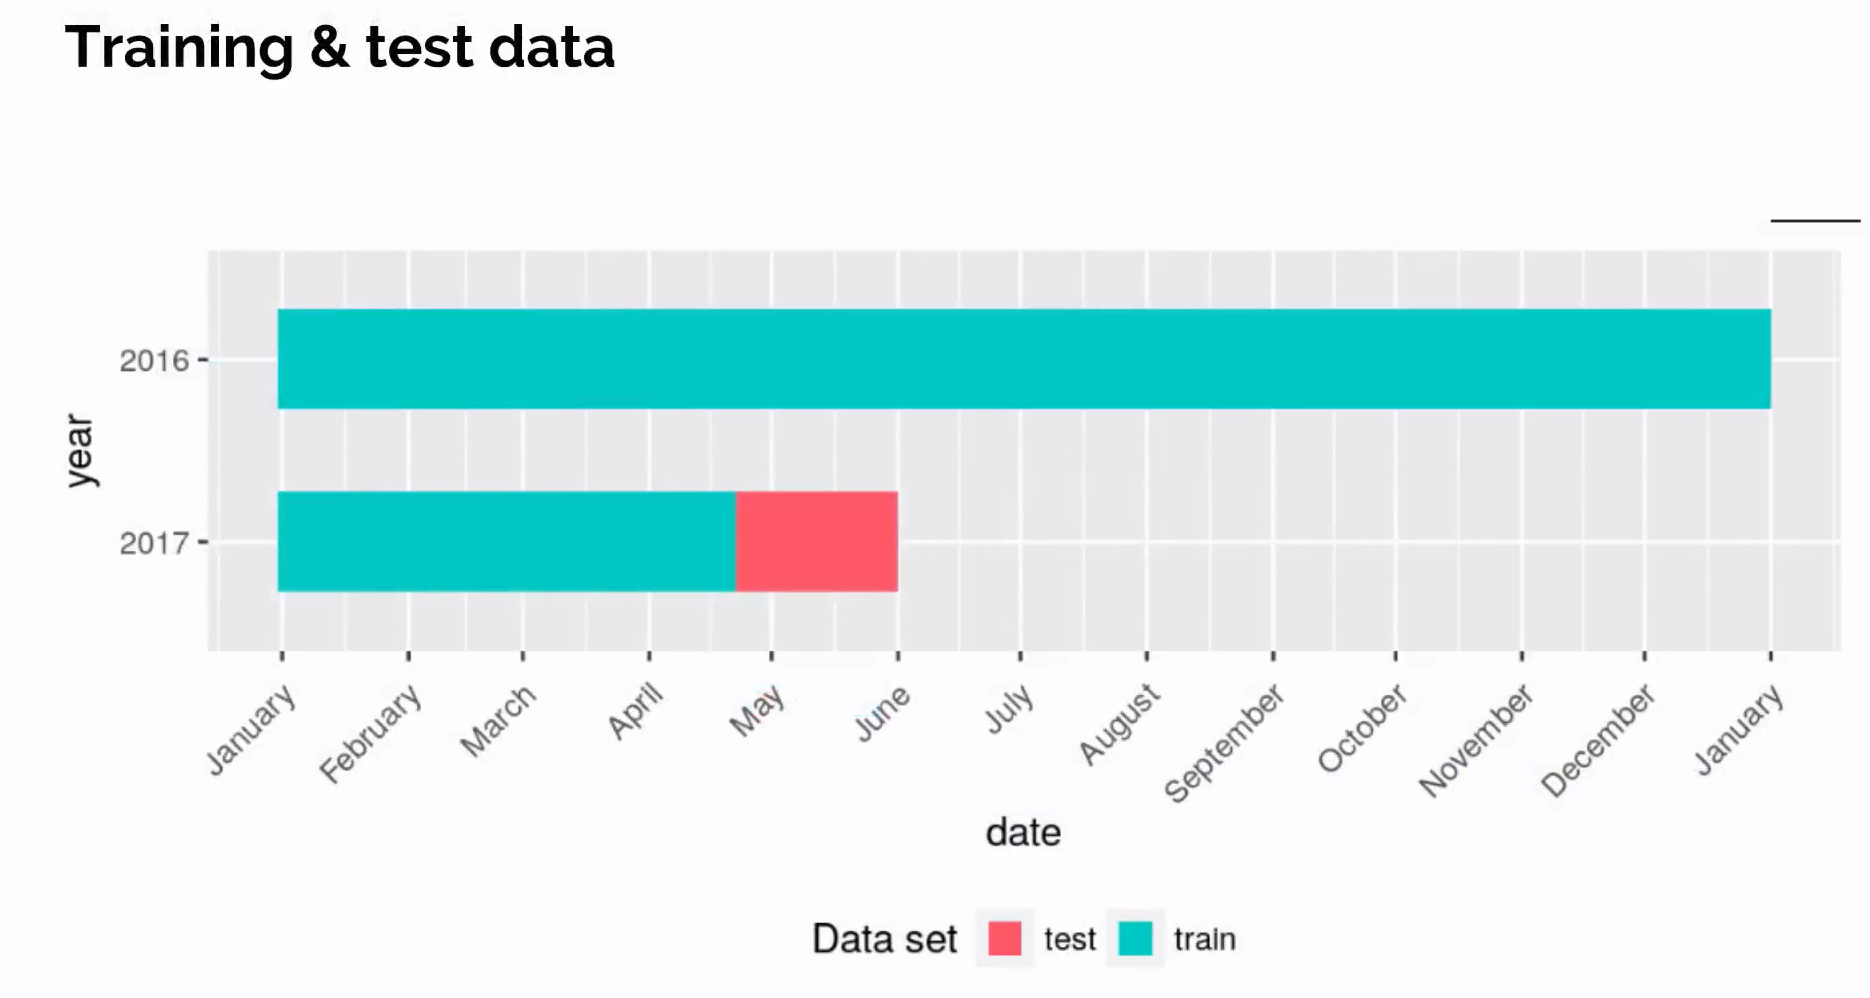 Training & test data
2016
year
2017
January
February
March
April
May
June
July
August
September
October
November
December
January
date
Data set test train